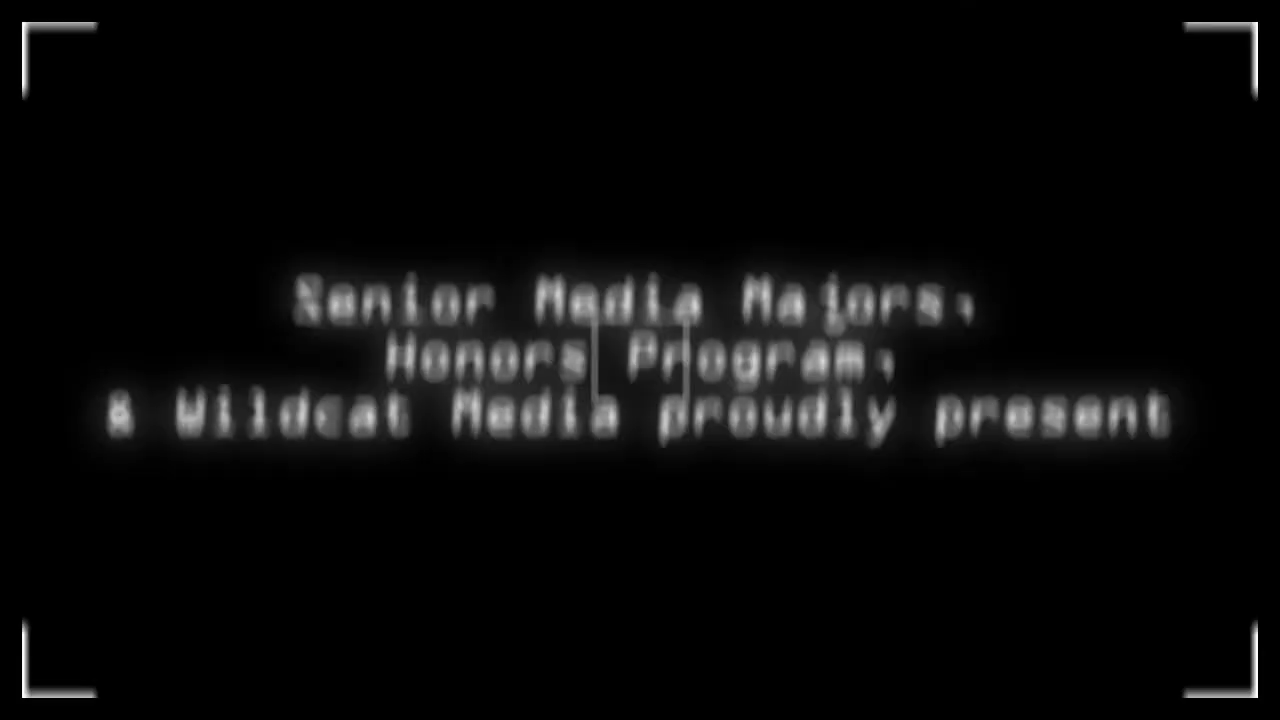 Senior Media Majors,
Honors Program,
& Wildcat Media proudly present